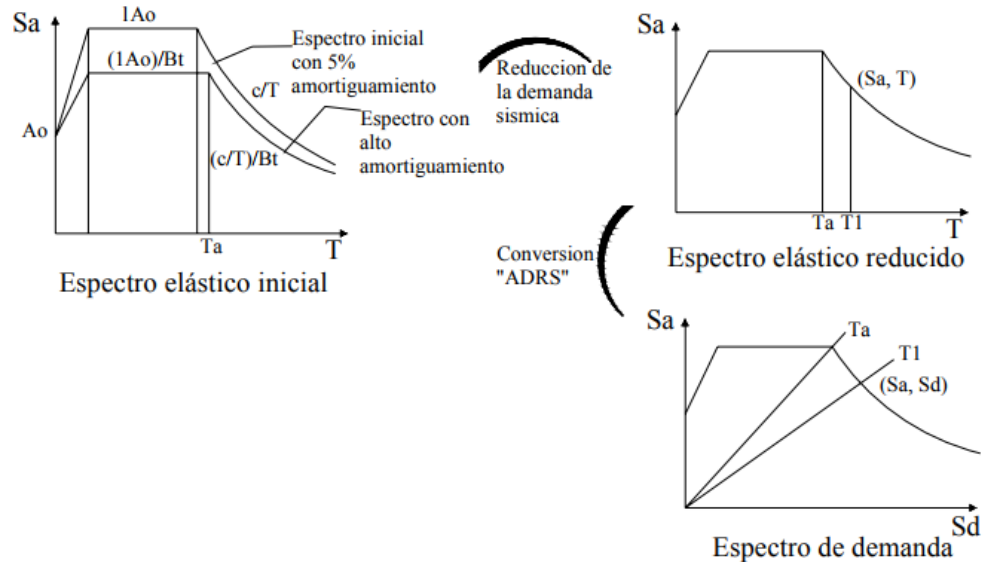 Sa
1Ao
(1Ao)/Bt
Ao
c/T
(c/T)/Bt
Ta
T
Espectro inicial
con 5%
amortiguamiento
Espectro con
alto
amortiguamiento
Espectro elástico inicial
Reduccion de
la demanda
sismica
Sa
(Sa, T)
Ta
T1
T
Espectro elástico reducido
Conversion
"ADRS"
Sa
Ta
T1
(Sa, Sd)
Sd
Espectro de demanda